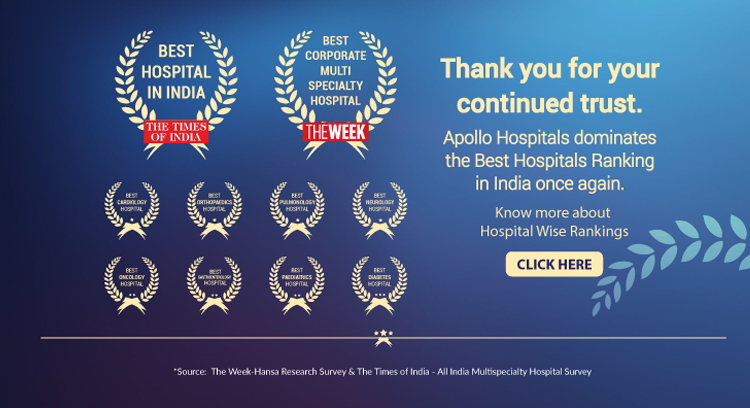 BEST
HOSPITAL
IN INDIA
THE TIMES
OF INDIA
BEST
CORPORATE
MULTI
SPECIALTY
HOSPITAL
THE WEEK
BEST
CARDIOLOGY
HOSPITAL
BEST
ORTHOPAEDICS
HOSPITAL
BEST
PULMONOLOGY
HOSPITAL
BEST
NEUROLOGY
HOSPITAL
BEST
ONCOLOGY
HOSPITAL
BEST
GASTROENTEROLOGY
HOSPITAL
BEST
PAEDIATRICS
HOSPITAL
BEST
DIABETES
HOSPITAL
Thank you for your
continued trust.
Apollo Hospitals dominates
the Best Hospitals Ranking
in India once again.
Know more about
Hospital Wise Rankings
CLICK HERE
*Source: The Week-Hansa Research Survey & The Times of India - All India Multispecialty Hospital Survey